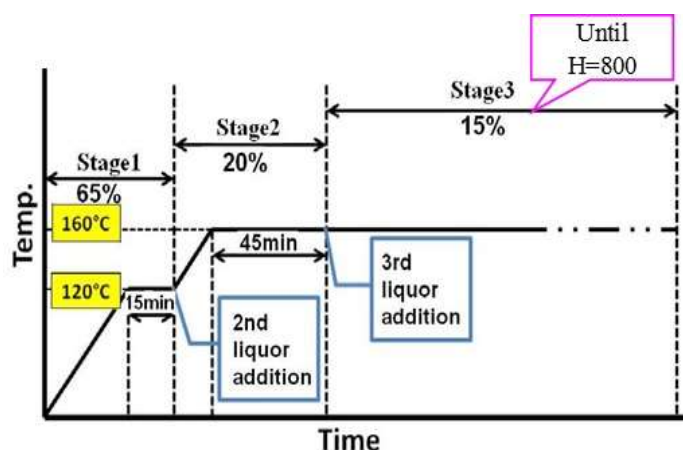 Until
H=800
Stage3
15%
Stage2
20%
Stage1
65%
Temp.
160°C
45min
120°C
15min
3rd
liquor
addition
2nd
liquor
addition
Time